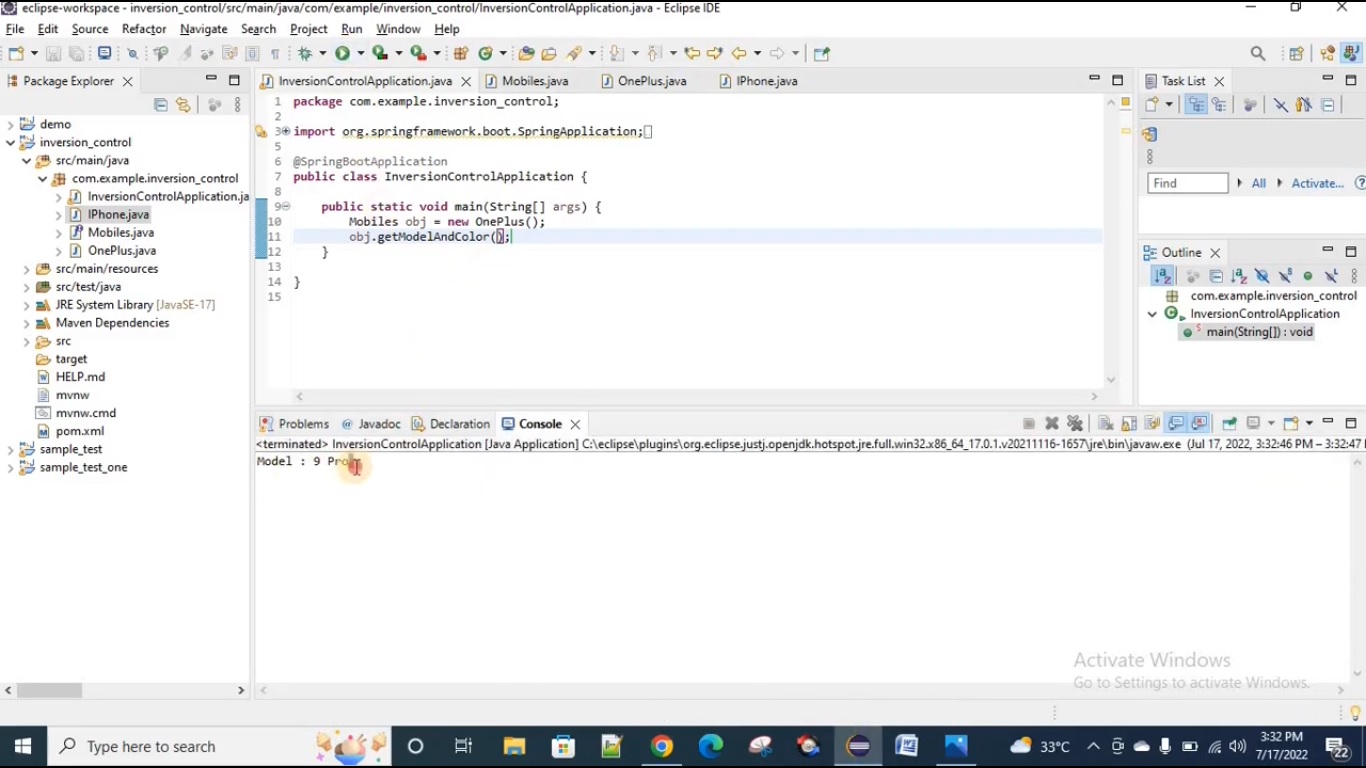 eclipse-workspace - inversion_control/src/main/java/com/example/inversion_control/InversionControlApplication.java - Eclipse IDE
File Edit Source Refactor Navigate Search Project Run Window Help
Package Explorer
demo
inversion_control
src/main/java
com.example.inversion_control
InversionControlApplication.ja
IPhone.java
Mobiles.java
OnePlus.java
src/main/resources
src/test/java
JRE System Library [JavaSE-17]
Maven Dependencies
src
target
HELP.md
mvnw
mvnw.cmd
pom.xml
sample_test
sample_test_one
InversionControlApplication.java Mobiles.java OnePlus.java IPhone.java
1 package com.example.inversion_control;
2
3 import org.springframework.boot.SpringApplication;
5
6 @SpringBootApplication
7 public class InversionControlApplication {
8
9 public static void main(String[] args) {
10 Mobiles obj = new OnePlus();
11 obj.getModelAndColor();
12 }
13
14 }
15
Problems Javadoc Declaration Console
<terminated> InversionControlApplication [Java Application] C:\eclipse\plugins\org.eclipse.justj.openjdk.hotspot.jre.full.win32.x86_64_17.0.1.v20211116-1657\jre\bin\javaw.exe (Jul 17, 2022, 3:32:46 PM – 3:32:47
Model : 9 Pro
Task List
Find All Activate...
Outline
com.example.inversion_control
InversionControlApplication
main(String[]) : void
Activate Windows
Go to Settings to activate Windows.
Type here to search
33°C
3:32 PM
7/17/2022
22